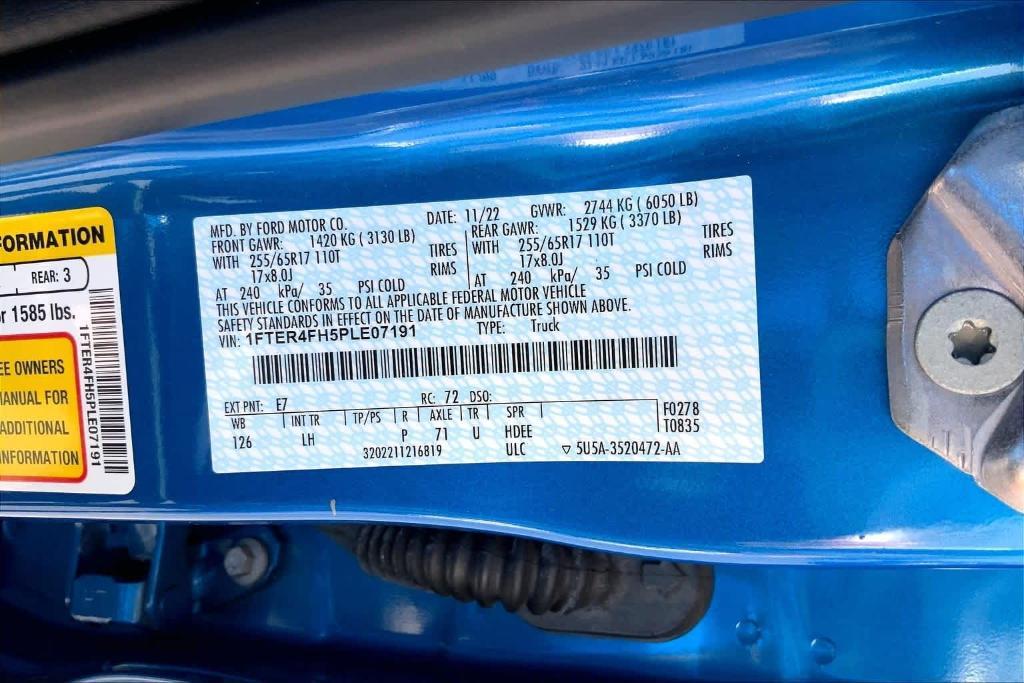 FORMATION
REAR: 3
r 1585 lbs.
EE OWNERS
MANUAL FOR
ADDITIONAL
INFORMATION
1FTER4FH5PLE07191
MFD. BY FORD MOTOR CO. DATE: 11/22 GVWR: 2744 KG ( 6050 LB)
FRONT GAWR: 1420 KG ( 3130 LB) REAR GAWR: 1529 KG ( 3370 LB)
WITH 255/65R17 110T TIRES WITH 255/65R17 110T TIRES
17x8.0J RIMS 17x8.0J RIMS
AT 240 kPa/ 35 PSI COLD AT 240 kPa/ 35 PSI COLD
THIS VEHICLE CONFORMS TO ALL APPLICABLE FEDERAL MOTOR VEHICLE
SAFETY STANDARDS IN EFFECT ON THE DATE OF MANUFACTURE SHOWN ABOVE.
VIN: 1FTER4FH5PLE07191 TYPE: Truck
EXT PNT: E7 RC: 72 DSO:
WB INT TR TP/PS R AXLE TR SPR F0278
126 LH P 71 U HDEE T0835
3202211216819 ULC ▽ 5U5A-3520472-AA